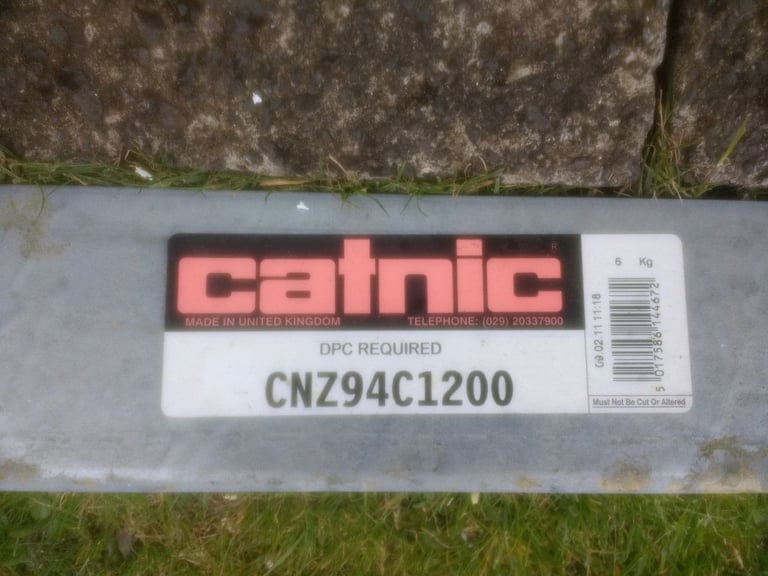 catnic ®
MADE IN UNITED KINGDOM TELEPHONE: (029) 20337900
DPC REQUIRED
CNZ94C1200
6 Kg
09.02.11 11:18
5 017586 144672
Must Not Be Cut Or Altered